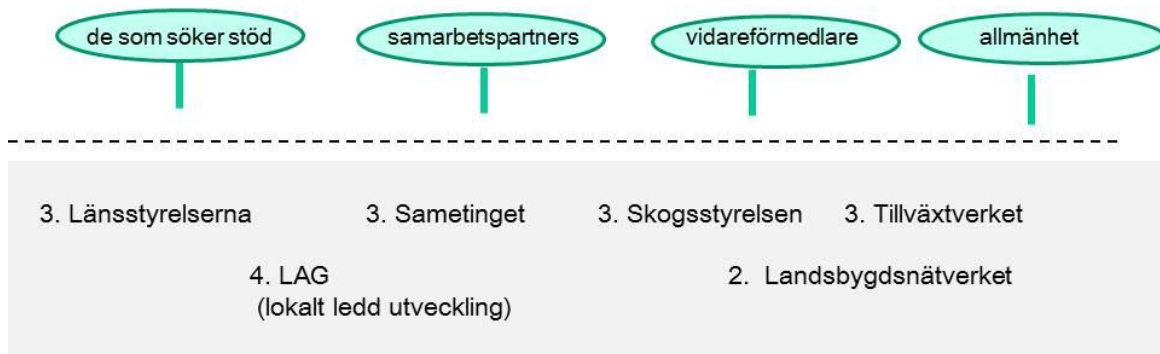 de som söker stöd
samarbetspartners
vidareförmedlare
allmänhet
3. Länsstyrelserna
3. Sametinget
3. Skogsstyrelsen
3. Tillväxtverket
4. LAG
(lokalt ledd utveckling)
2. Landsbygdsnätverket